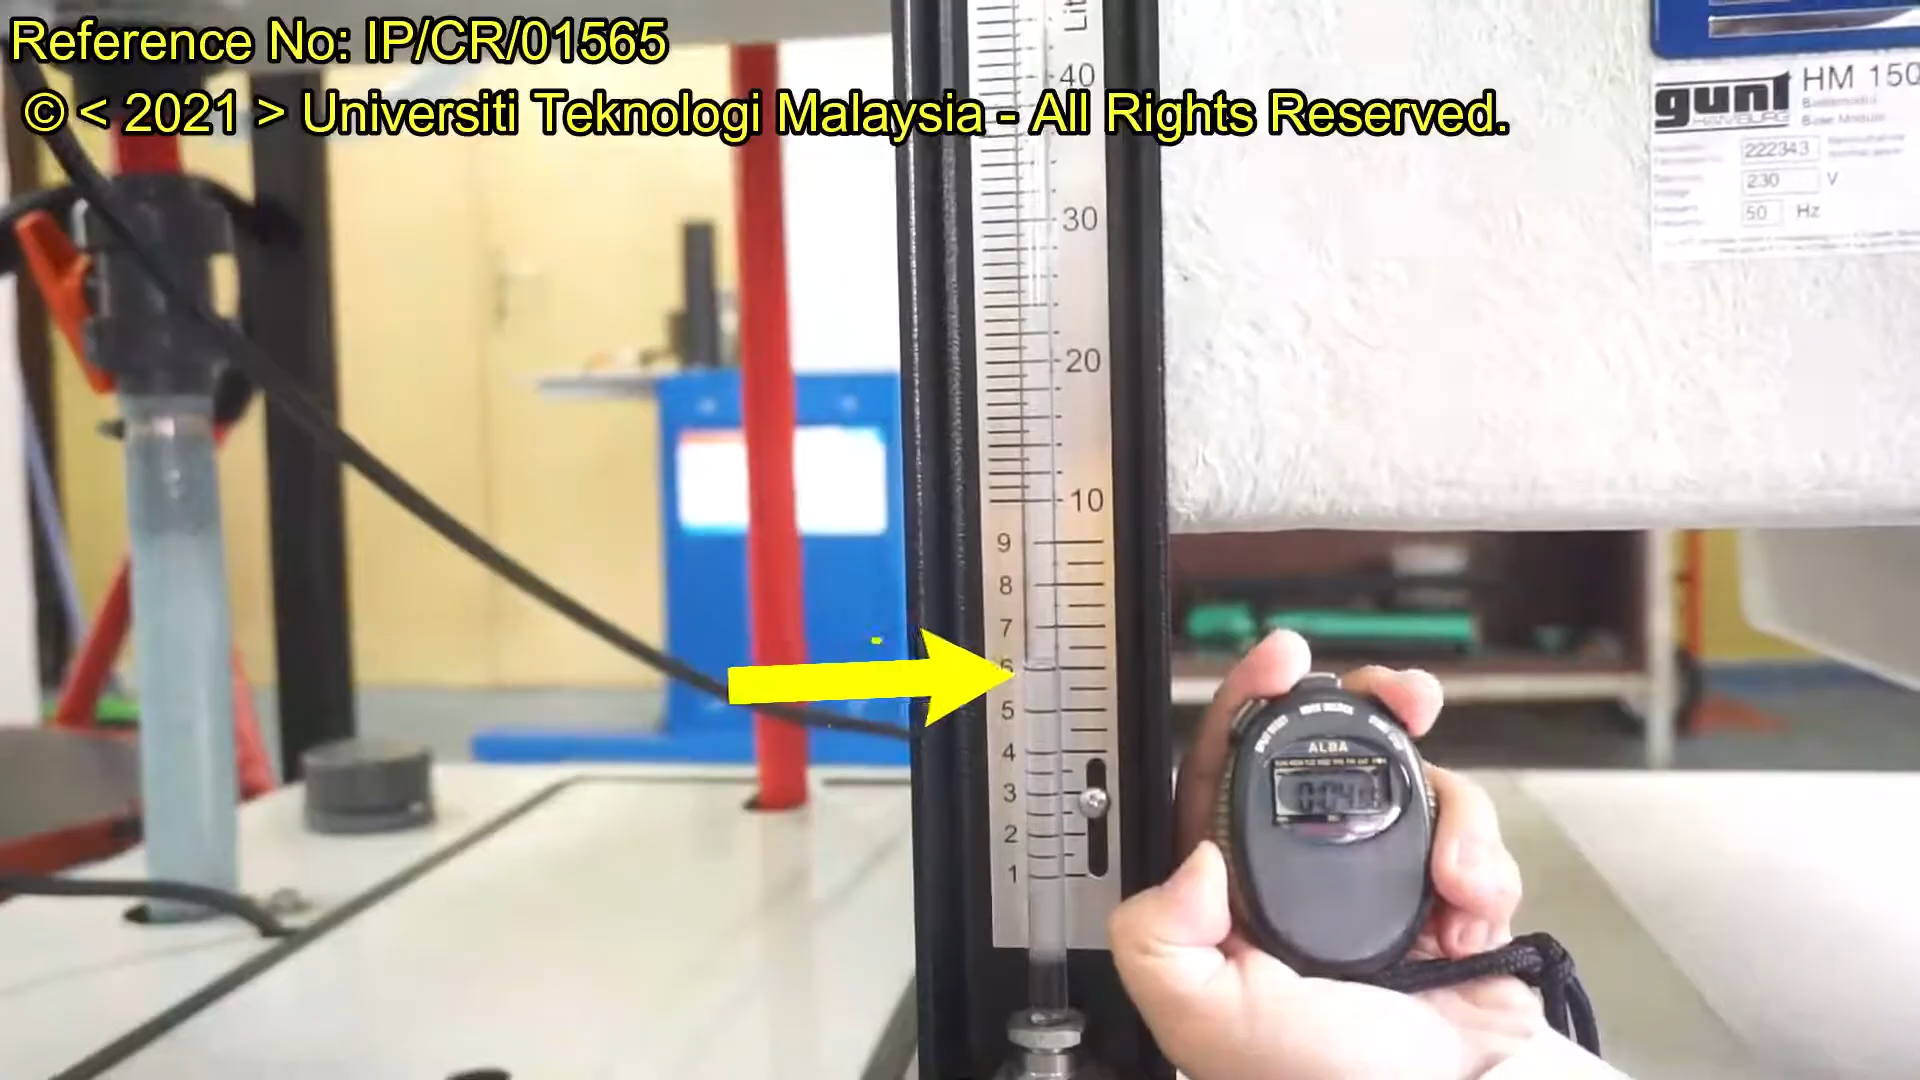 Reference No: IP/CR/01565
© < 2021 > Universiti Teknologi Malaysia - All Rights Reserved.
Lit
40
30
20
10
9
8
7
6
5
4
3
2
1
gunt
HAMBURG
HM 150
222343
230 V
50 Hz
ALBA